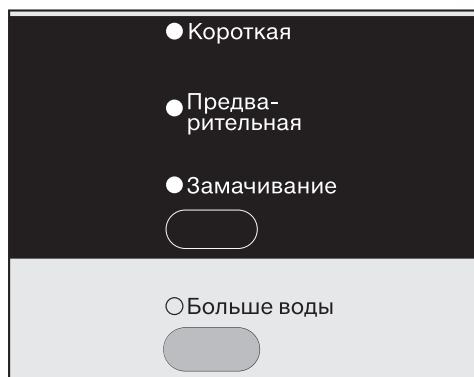 Короткая
Предва-
рительная
Замачивание
Больше воды